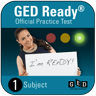 GED Ready®
Official Practice Test
I'm READY!
1 Subject
GED